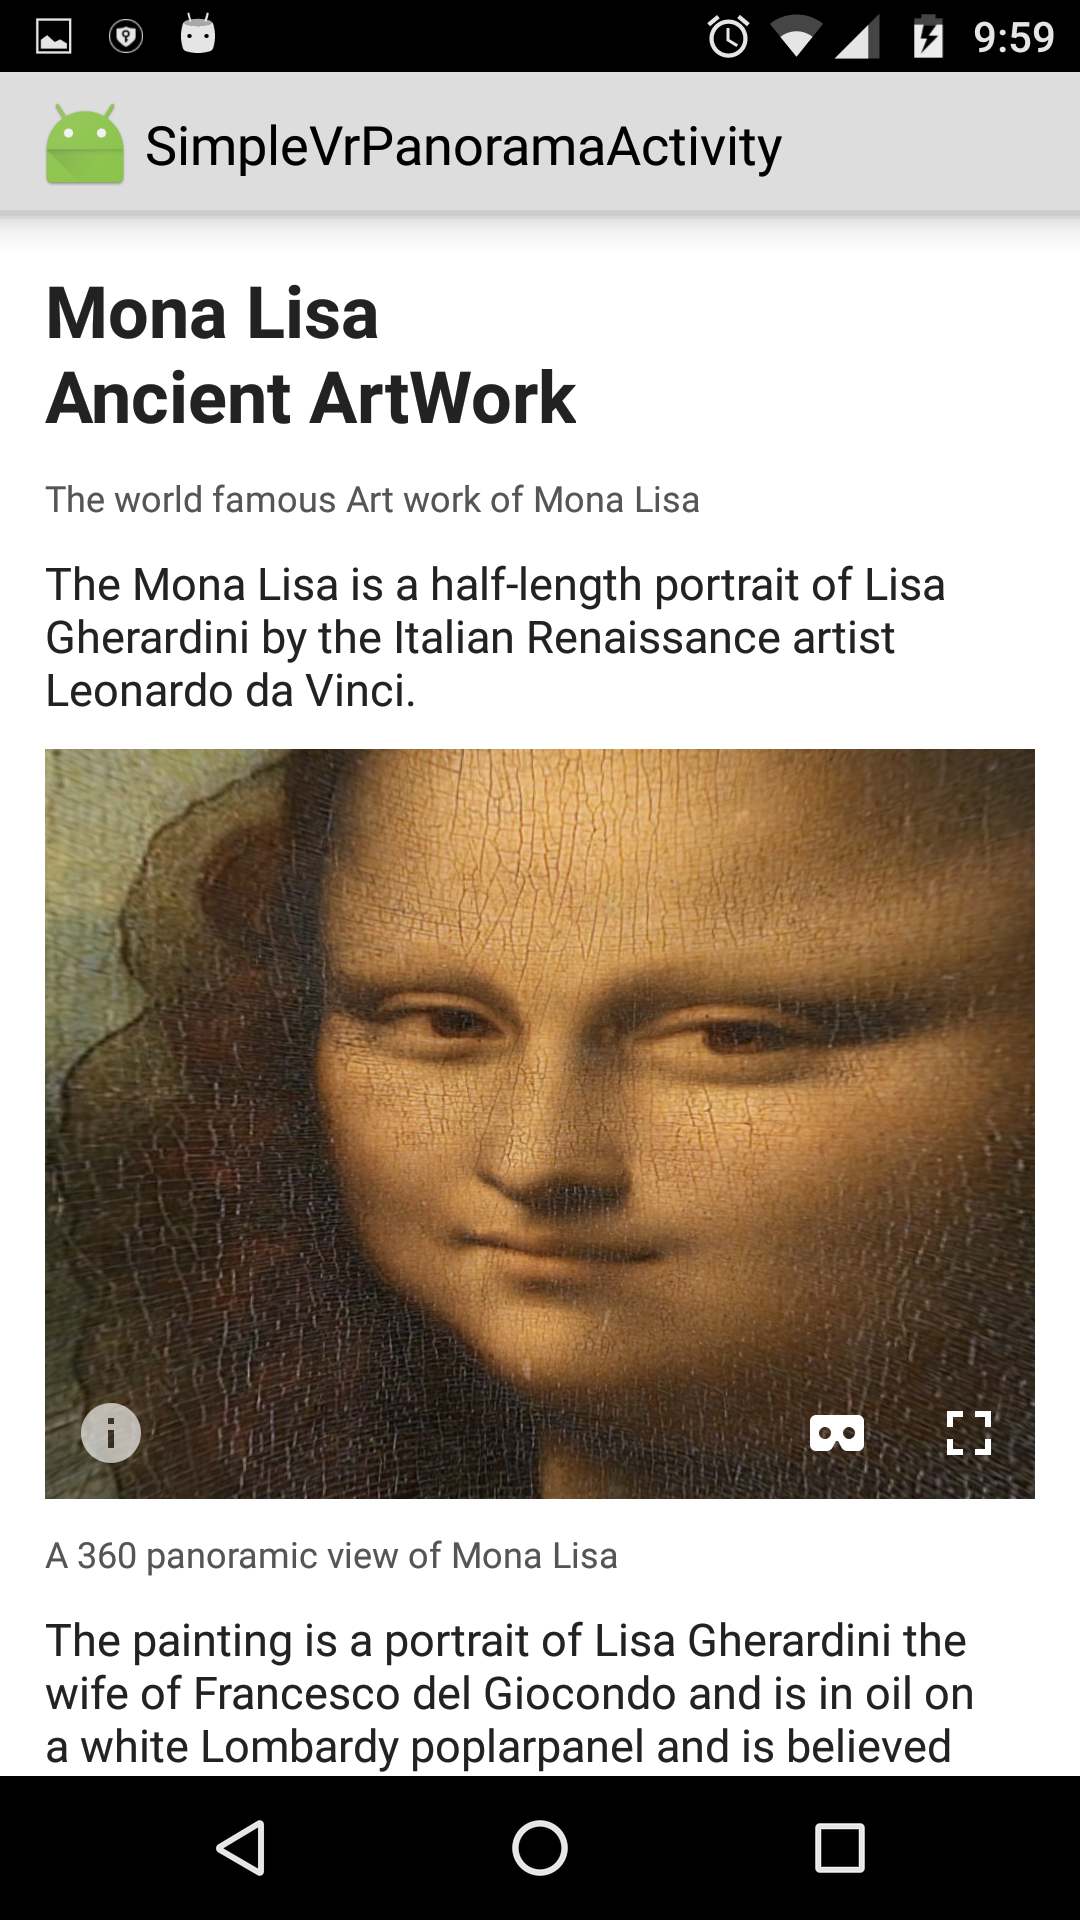 9:59
SimpleVrPanoramaActivity
Mona Lisa
Ancient ArtWork
The world famous Art work of Mona Lisa
The Mona Lisa is a half-length portrait of Lisa
Gherardini by the Italian Renaissance artist
Leonardo da Vinci.
A 360 panoramic view of Mona Lisa
The painting is a portrait of Lisa Gherardini the
wife of Francesco del Giocondo and is in oil on
a white Lombardy poplarpanel and is believed